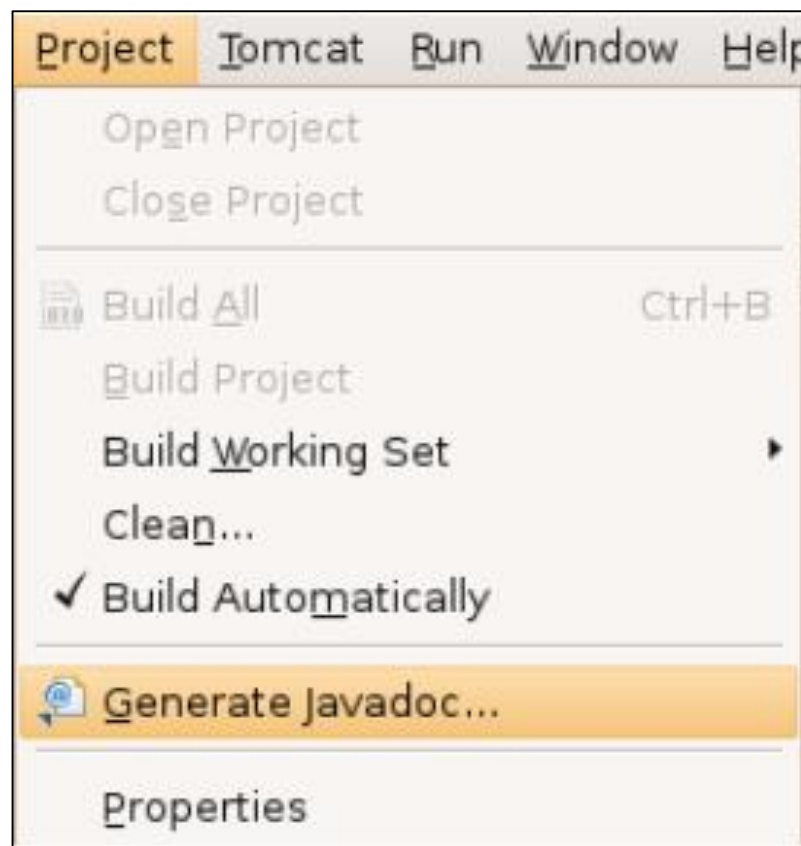 Project Tomcat Run Window Help
Open Project
Close Project
Build All Ctrl+B
Build Project
Build Working Set
Clean...
Build Automatically
Generate Javadoc...
Properties